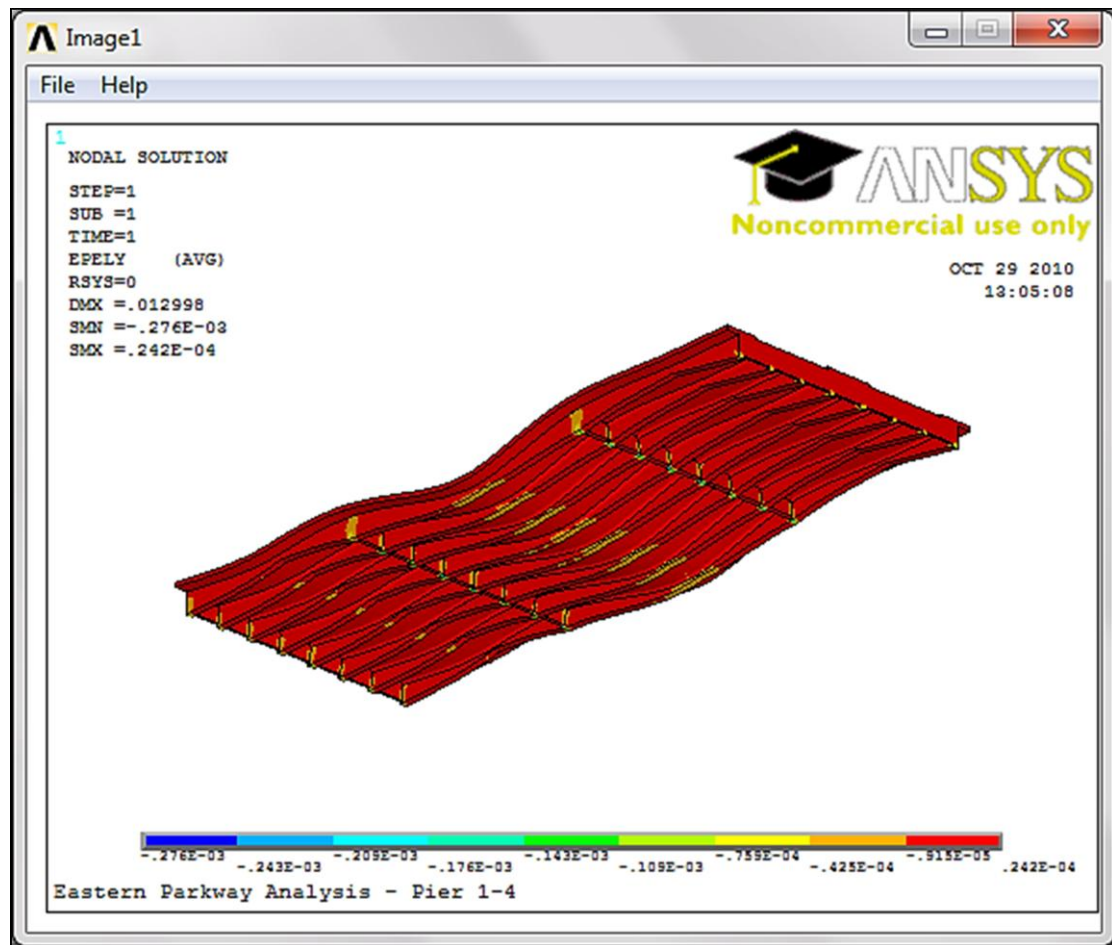 Image1
File Help
1
NODAL SOLUTION
STEP=1
SUB =1
TIME=1
EPELY (AVG)
RSYS=0
DMX =.012998
SMN =-.276E-03
SMX =.242E-04
ANSYS
Noncommercial use only
OCT 29 2010
13:05:08
-.276E-03 -.209E-03 -.143E-03 -.759E-04 -.915E-05
-.243E-03 -.176E-03 -.109E-03 -.425E-04 .242E-04
Eastern Parkway Analysis - Pier 1-4